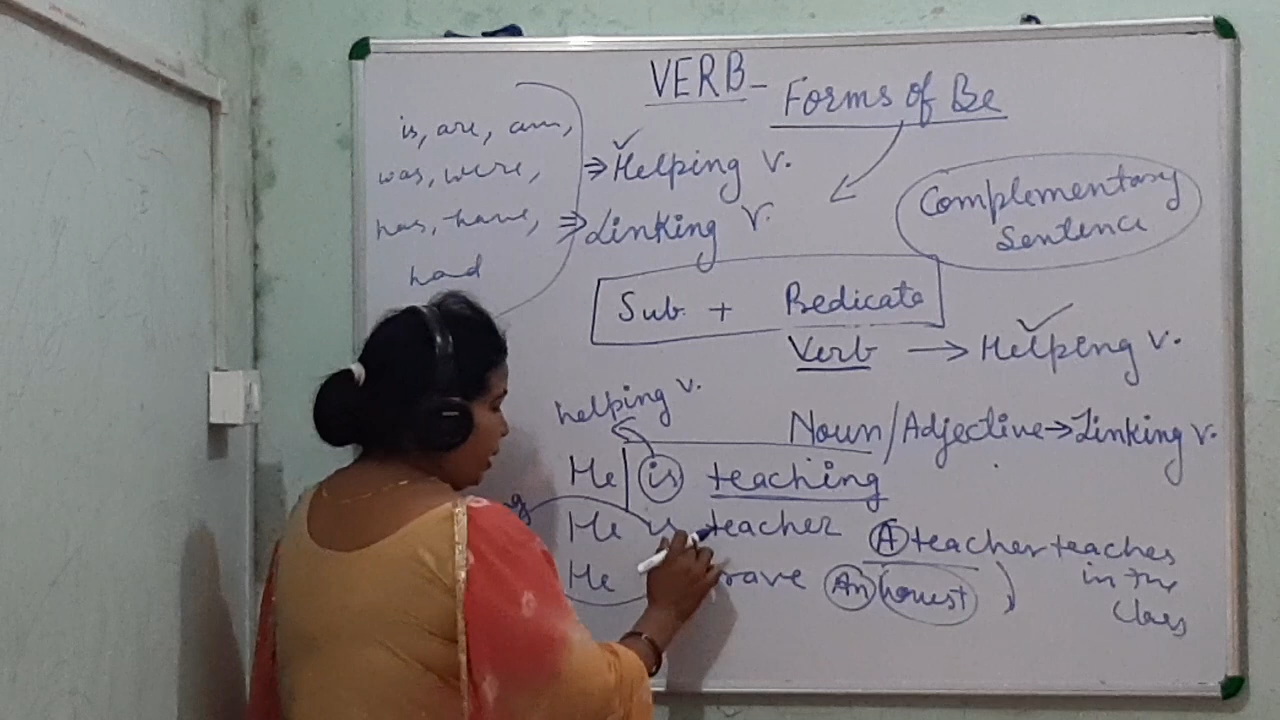 VERB - Forms of Be
is, are, am,
was, were,
has, have,
had
⇒ Helping V.
⇒ Linking V.
Complementary
Sentence
Sub. + Predicate
Verb → Helping V.
helping V.
Noun/Adjective → Linking V.
He is teaching
He is teacher
A teacher teaches
in the
Class
He
An honest